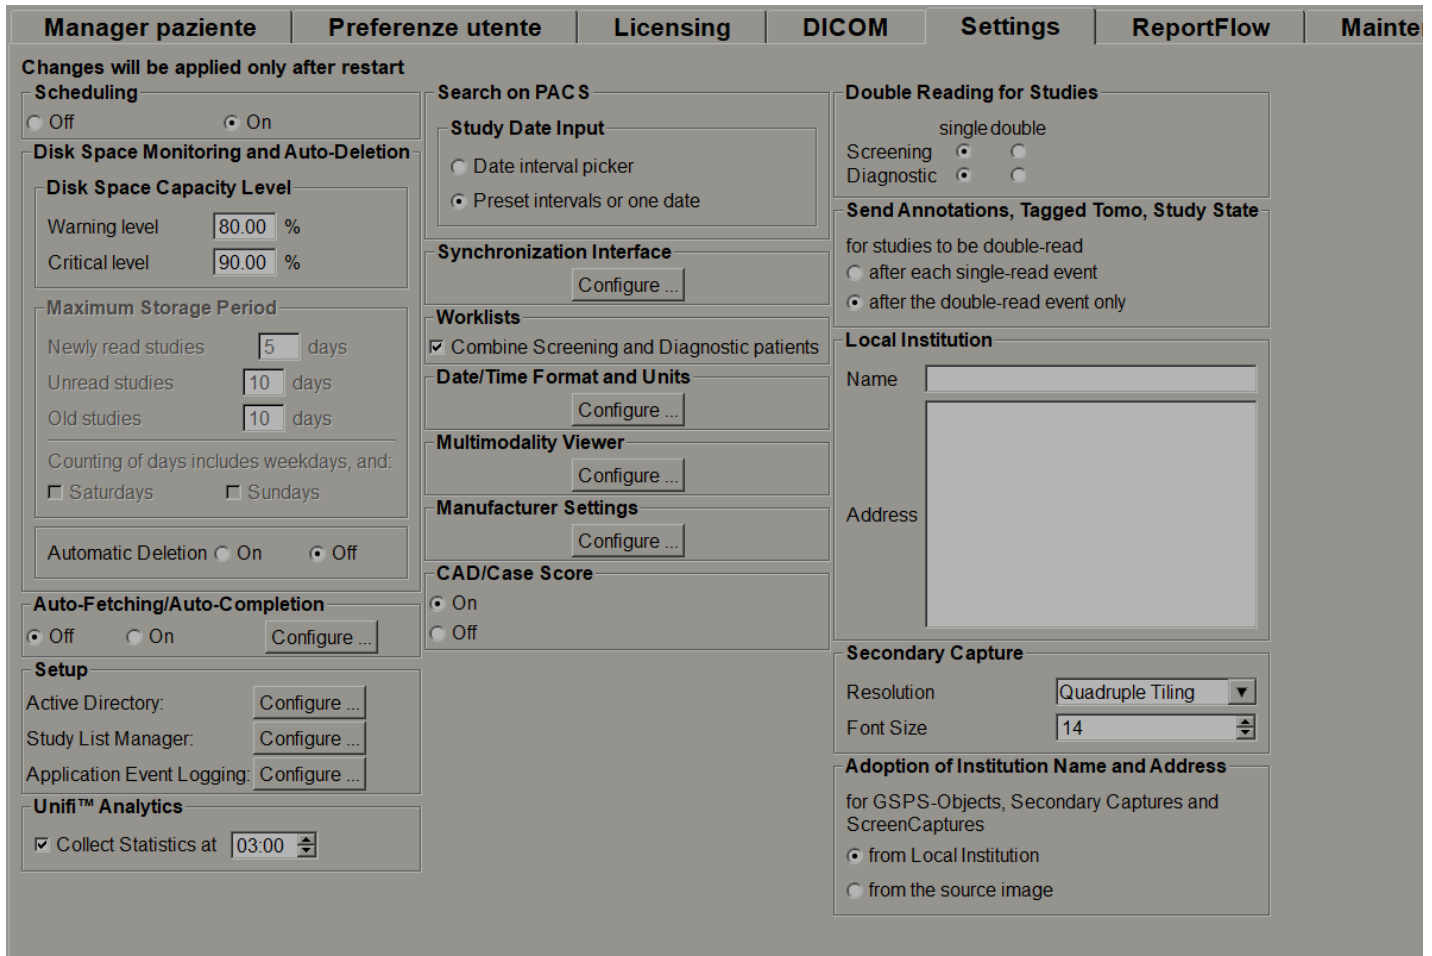 Manager paziente
Preferenze utente
Licensing
DICOM
Settings
ReportFlow
Mainte
Changes will be applied only after restart
Scheduling
Off On
Disk Space Monitoring and Auto-Deletion
Disk Space Capacity Level
Warning level 80.00 %
Critical level 90.00 %
Maximum Storage Period
Newly read studies 5 days
Unread studies 10 days
Old studies 10 days
Counting of days includes weekdays, and:
Saturdays Sundays
Automatic Deletion On Off
Auto-Fetching/Auto-Completion
Off On Configure ...
Setup
Active Directory: Configure ...
Study List Manager: Configure ...
Application Event Logging: Configure ...
Unifi™ Analytics
Collect Statistics at 03:00
Search on PACS
Study Date Input
Date interval picker
Preset intervals or one date
Synchronization Interface
Configure ...
Worklists
Combine Screening and Diagnostic patients
Date/Time Format and Units
Configure ...
Multimodality Viewer
Configure ...
Manufacturer Settings
Configure ...
CAD/Case Score
On
Off
Double Reading for Studies
single double
Screening
Diagnostic
Send Annotations, Tagged Tomo, Study State
for studies to be double-read
after each single-read event
after the double-read event only
Local Institution
Name
Address
Secondary Capture
Resolution Quadruple Tiling
Font Size 14
Adoption of Institution Name and Address
for GSPS-Objects, Secondary Captures and
ScreenCaptures
from Local Institution
from the source image